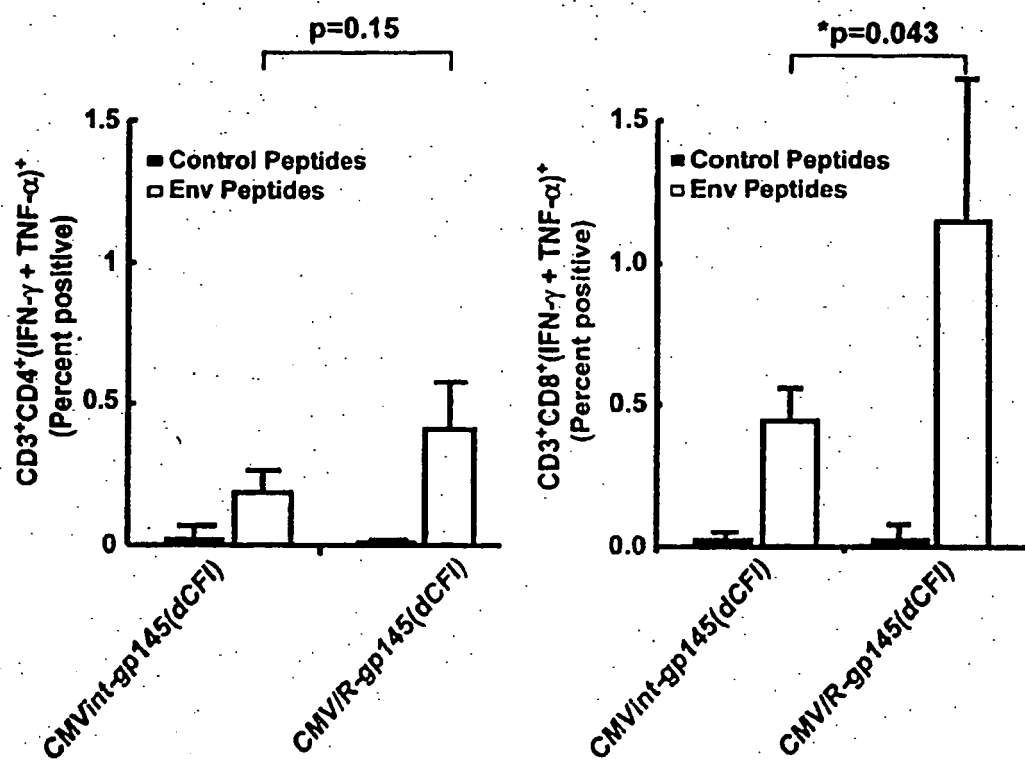 p=0.15
CD3⁺CD4⁺(IFN-γ + TNF-α)⁺
(Percent positive)
1.5
1
0.5
0
■ Control Peptides
□ Env Peptides
CMVint-gp145(dCFI)
CMV/R-gp145(dCFI)
*p=0.043
CD3⁺CD8⁺(IFN-γ + TNF-α)⁺
(Percent positive)
1.5
1.0
0.5
0.0
■ Control Peptides
□ Env Peptides
CMVint-gp145(dCFI)
CMV/R-gp145(dCFI)